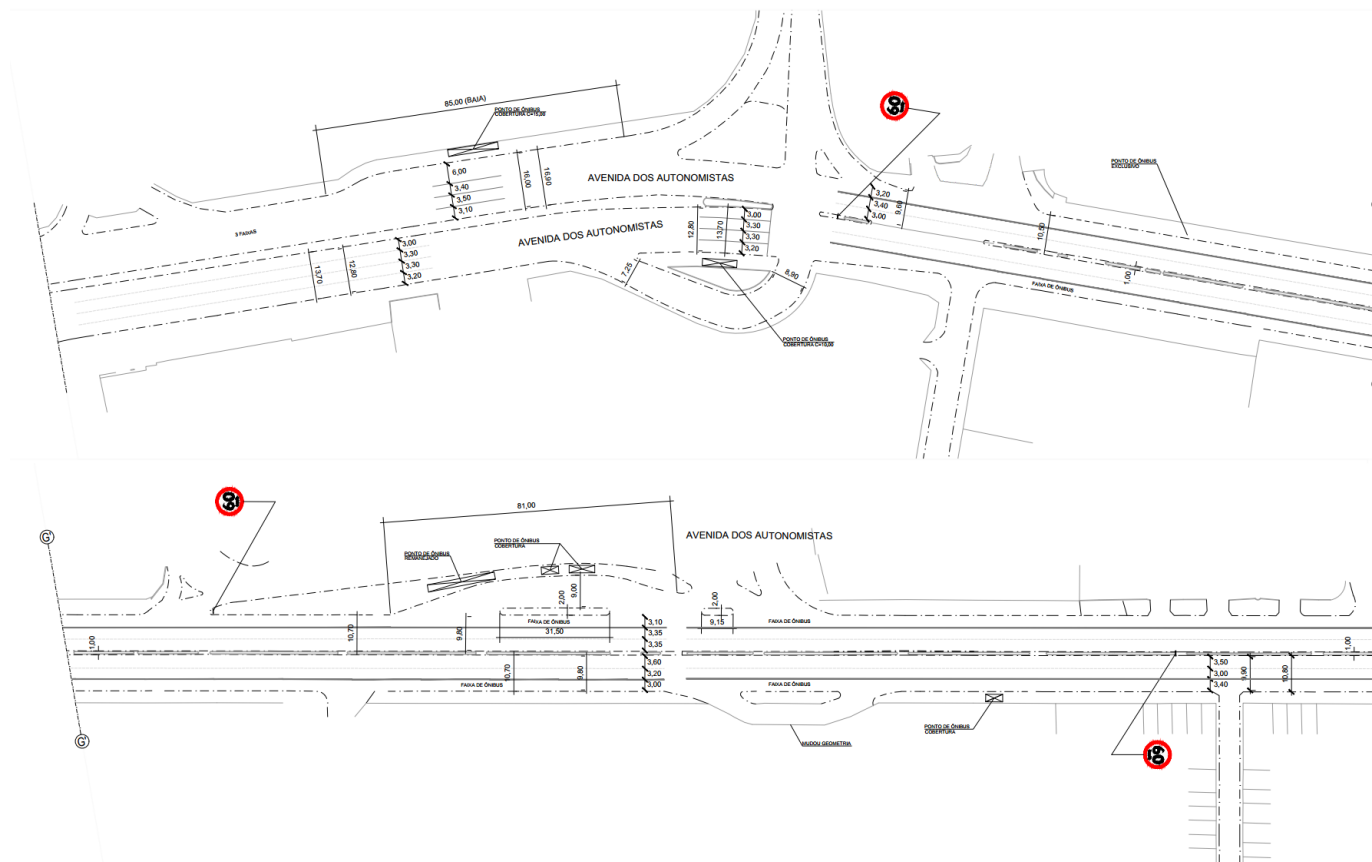 85,00 (BAIA)
PONTO DE ÔNIBUS
COBERTURA C=15,00
6,00
3,40
3,50
3,10
16,00
16,90
AVENIDA DOS AUTONOMISTAS
3 FAIXAS
AVENIDA DOS AUTONOMISTAS
13,70
12,80
3,00
3,30
3,30
3,20
12,80
13,70
3,00
3,30
3,30
3,20
7,25
8,90
PONTO DE ÔNIBUS
COBERTURA C=10,00
60
3,20
3,40
3,00
9,60
PONTO DE ÔNIBUS
EXCLUSIVO
10,50
1,00
FAIXA DE ÔNIBUS
60
81,00
AVENIDA DOS AUTONOMISTAS
G'
PONTO DE ÔNIBUS
REMANEJADO
PONTO DE ÔNIBUS
COBERTURA
9,00
2,00
2,00
FAIXA DE ÔNIBUS
31,50
9,15
FAIXA DE ÔNIBUS
1,00
10,70
9,80
3,10
3,35
3,35
1,00
10,70
9,80
3,60
3,20
3,00
FAIXA DE ÔNIBUS
FAIXA DE ÔNIBUS
3,50
3,00
3,40
9,90
10,80
PONTO DE ÔNIBUS
COBERTURA
MUDOU GEOMETRIA
G'
60